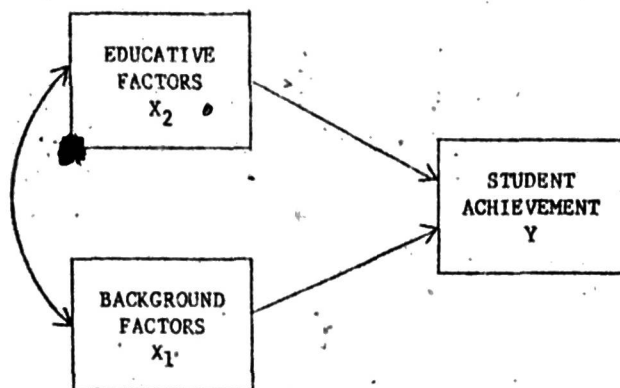 EDUCATIVE
FACTORS
X2
STUDENT
ACHIEVEMENT
Y
BACKGROUND
FACTORS
X1